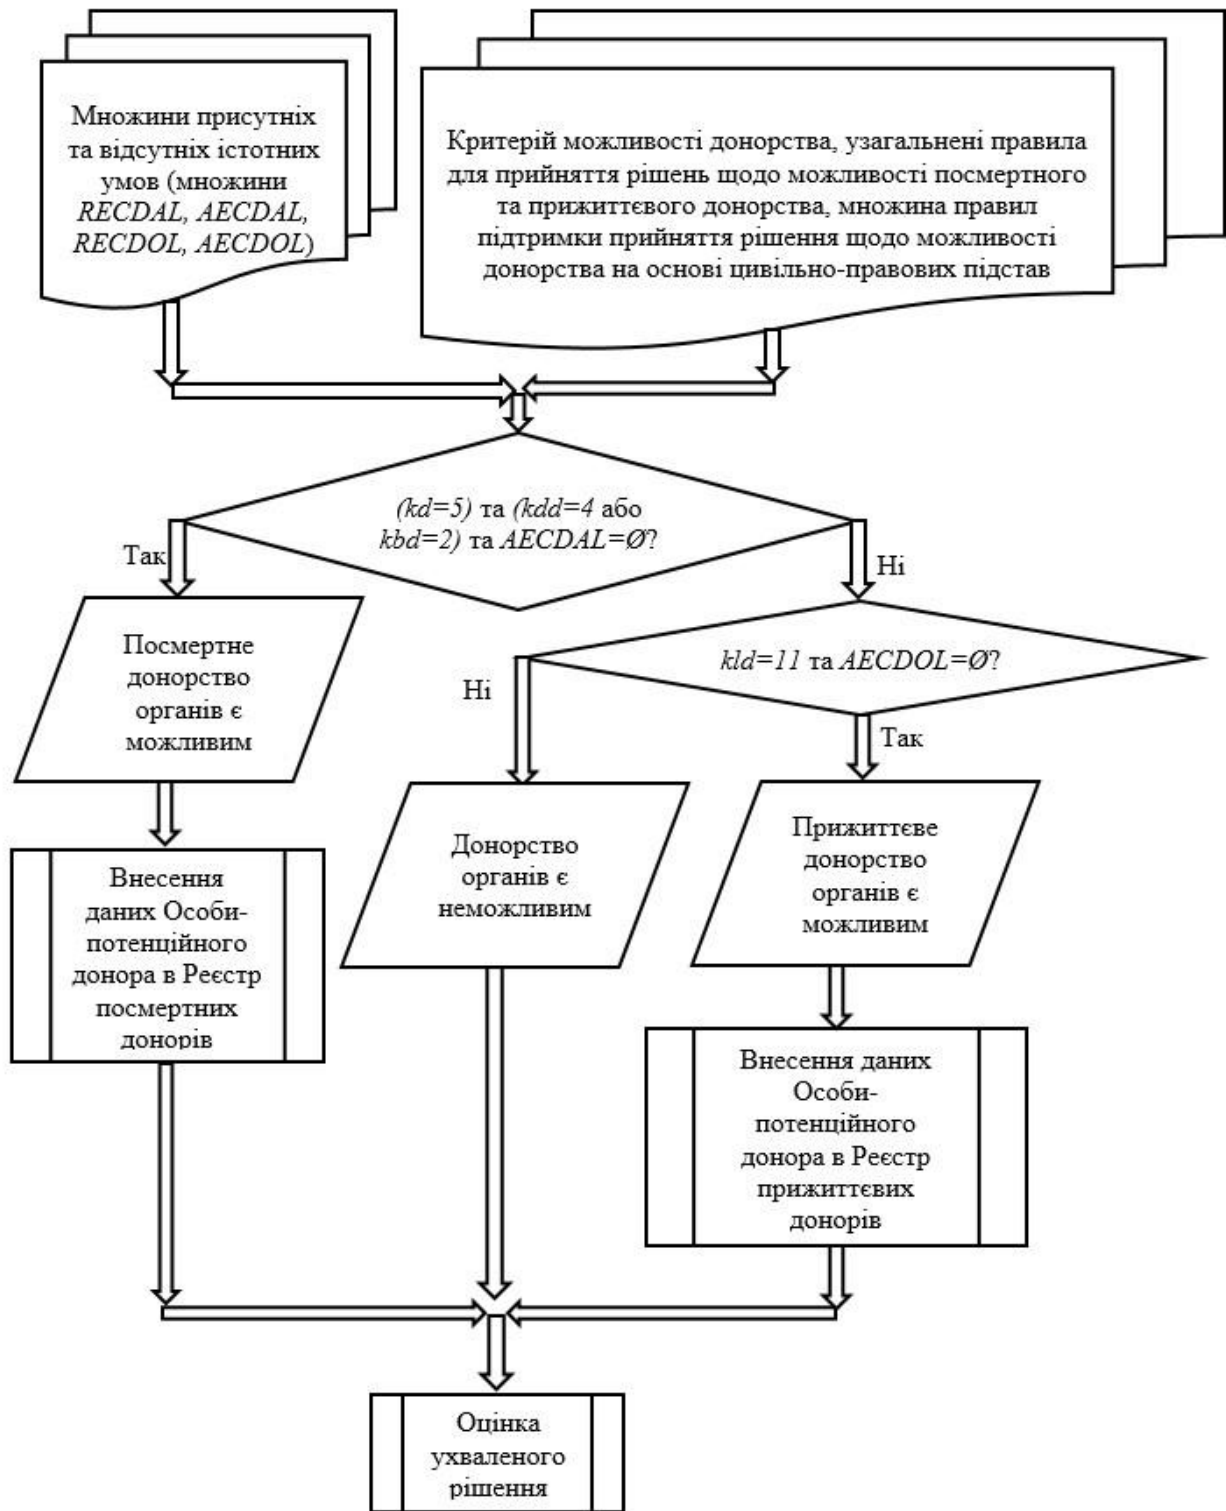 Множини присутніх
та відсутніх істотних
умов (множини
RECDAL, AECDAL,
RECDOL, AECDOL)
Критерій можливості донорства, узагальнені правила
для прийняття рішень щодо можливості посмертного
та прижиттєвого донорства, множина правил
підтримки прийняття рішення щодо можливості
донорства на основі цивільно-правових підстав
(kd=5) та (kdd=4 або
kbd=2) та AECDAL=Ø?
Так
Ні
Посмертне
донорство
органів є
можливим
kld=11 та AECDOL=Ø?
Ні
Так
Донорство
органів є
неможливим
Прижиттєве
донорство
органів є
можливим
Внесення
даних Особи-
потенційного
донора в Реєстр
посмертних
донорів
Внесення даних
Особи-
потенційного
донора в Реєстр
прижиттєвих
донорів
Оцінка
ухваленого
рішення